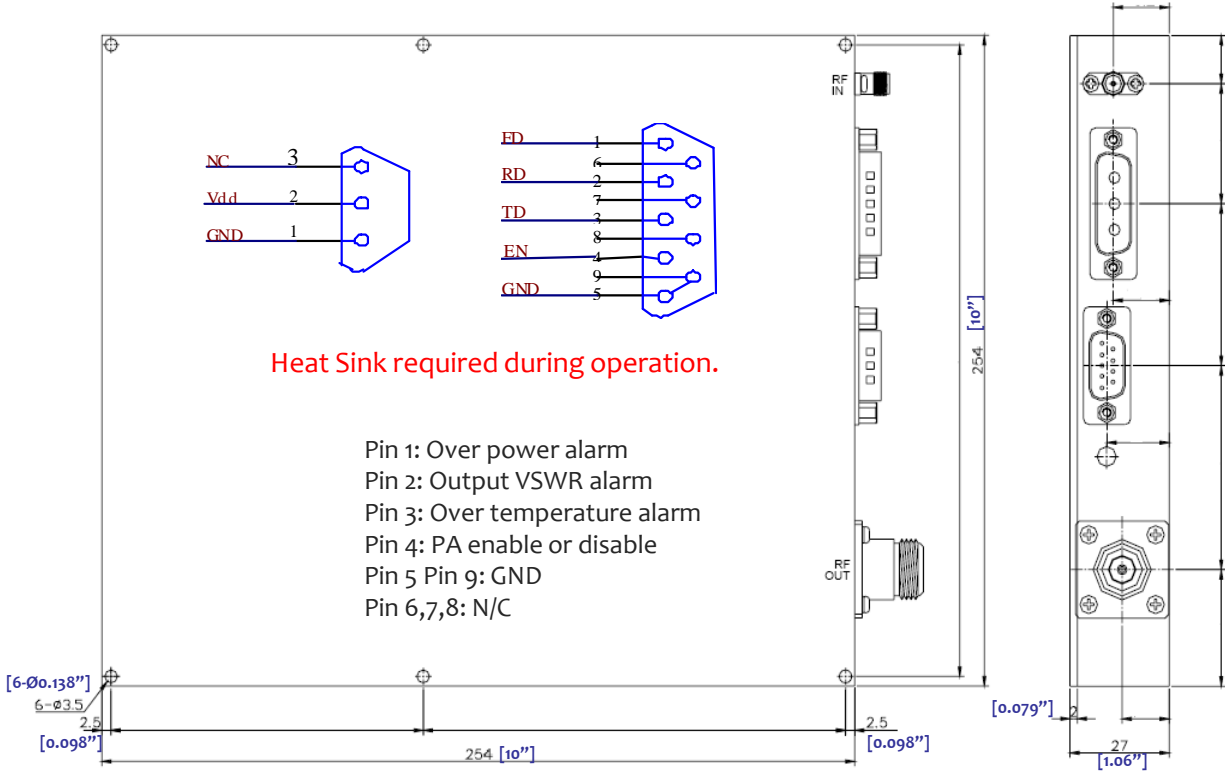 RF
IN
FD
1
6
RD
2
7
TD
3
8
EN
4
9
GND
5
NC
3
Vdd
2
GND
1
Heat Sink required during operation.
Pin 1: Over power alarm
Pin 2: Output VSWR alarm
Pin 3: Over temperature alarm
Pin 4: PA enable or disable
Pin 5 Pin 9: GND
Pin 6,7,8: N/C
RF
OUT
254
[10”]
[6-Ø0.138”]
6-Ø3.5
2.5
[0.098”]
254 [10”]
2.5
[0.098”]
[0.079”]
2
27
[1.06”]